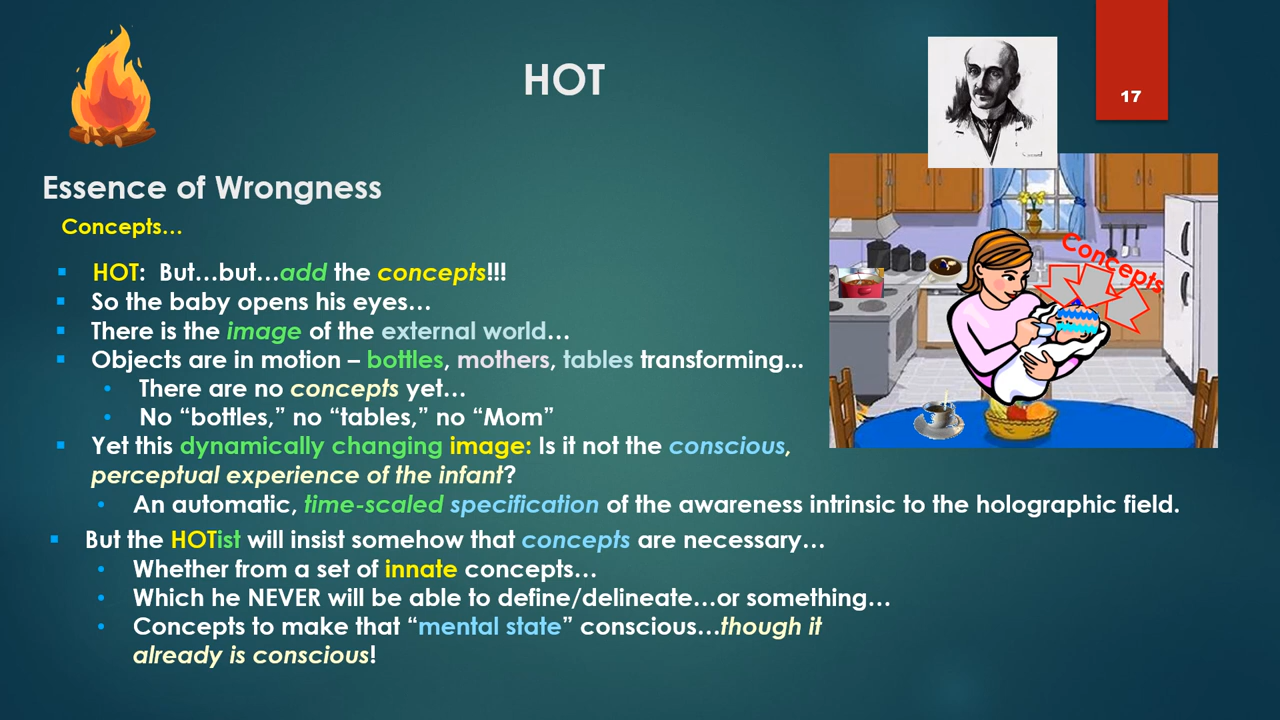 HOT
17
Essence of Wrongness
Concepts…
HOT: But…but…add the concepts!!!
So the baby opens his eyes…
There is the image of the external world…
Objects are in motion – bottles, mothers, tables transforming...
There are no concepts yet…
No “bottles,” no “tables,” no “Mom”
Yet this dynamically changing image: Is it not the conscious,
perceptual experience of the infant?
An automatic, time-scaled specification of the awareness intrinsic to the holographic field.
But the HOTist will insist somehow that concepts are necessary…
Whether from a set of innate concepts…
Which he NEVER will be able to define/delineate…or something…
Concepts to make that “mental state” conscious…though it
already is conscious!
Concepts